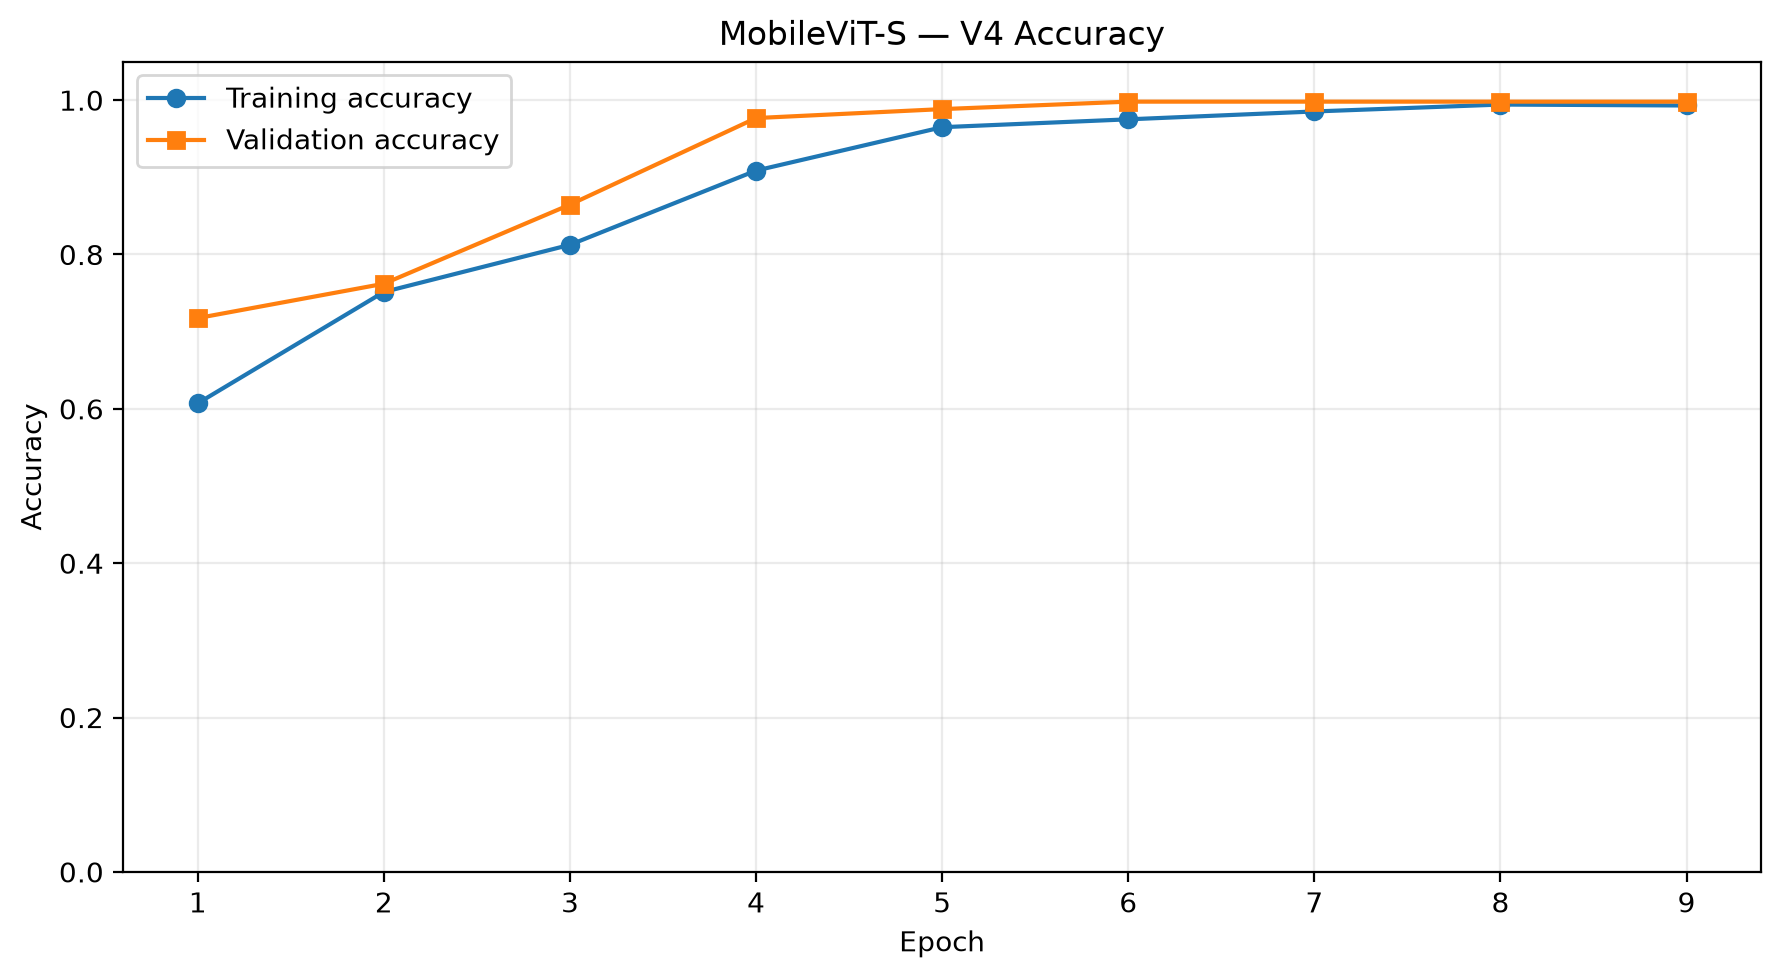 MobileViT-S — V4 Accuracy
Training accuracy
Validation accuracy
Accuracy
1.0
0.8
0.6
0.4
0.2
0.0
1 2 3 4 5 6 7 8 9
Epoch